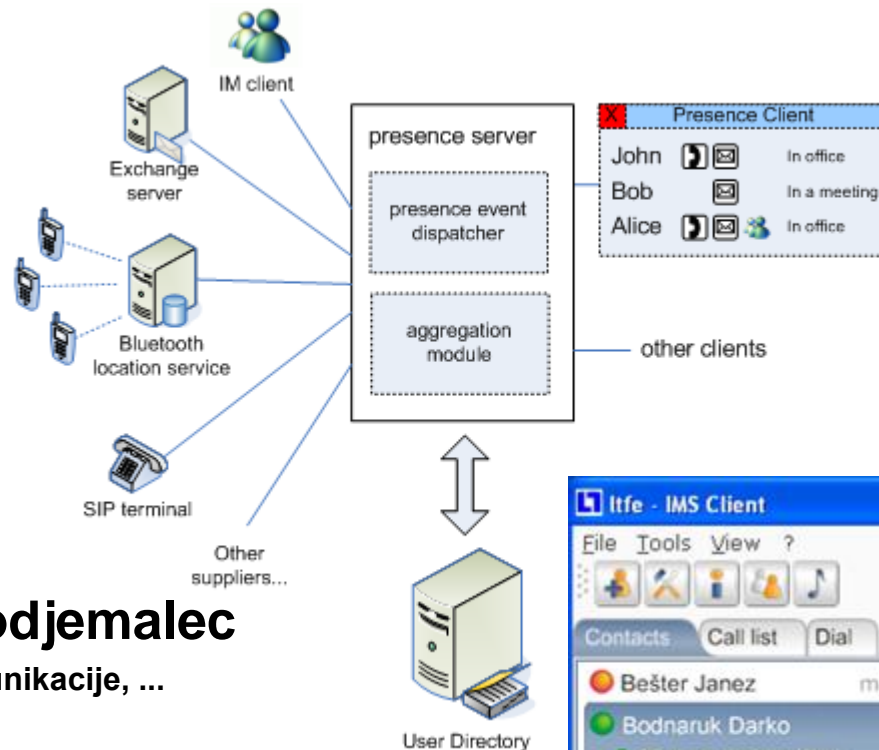 IM client
Exchange
server
Bluetooth
location service
SIP terminal
Other
suppliers...
presence server
presence event
dispatcher
aggregation
module
X Presence Client
John In office
Bob In a meeting
Alice In office
other clients
User Directory
odjemalec
unikacije, ...
ltfe - IMS Client
File Tools View ?
Contacts Call list Dial
Bešter Janez m
Bodnaruk Darko